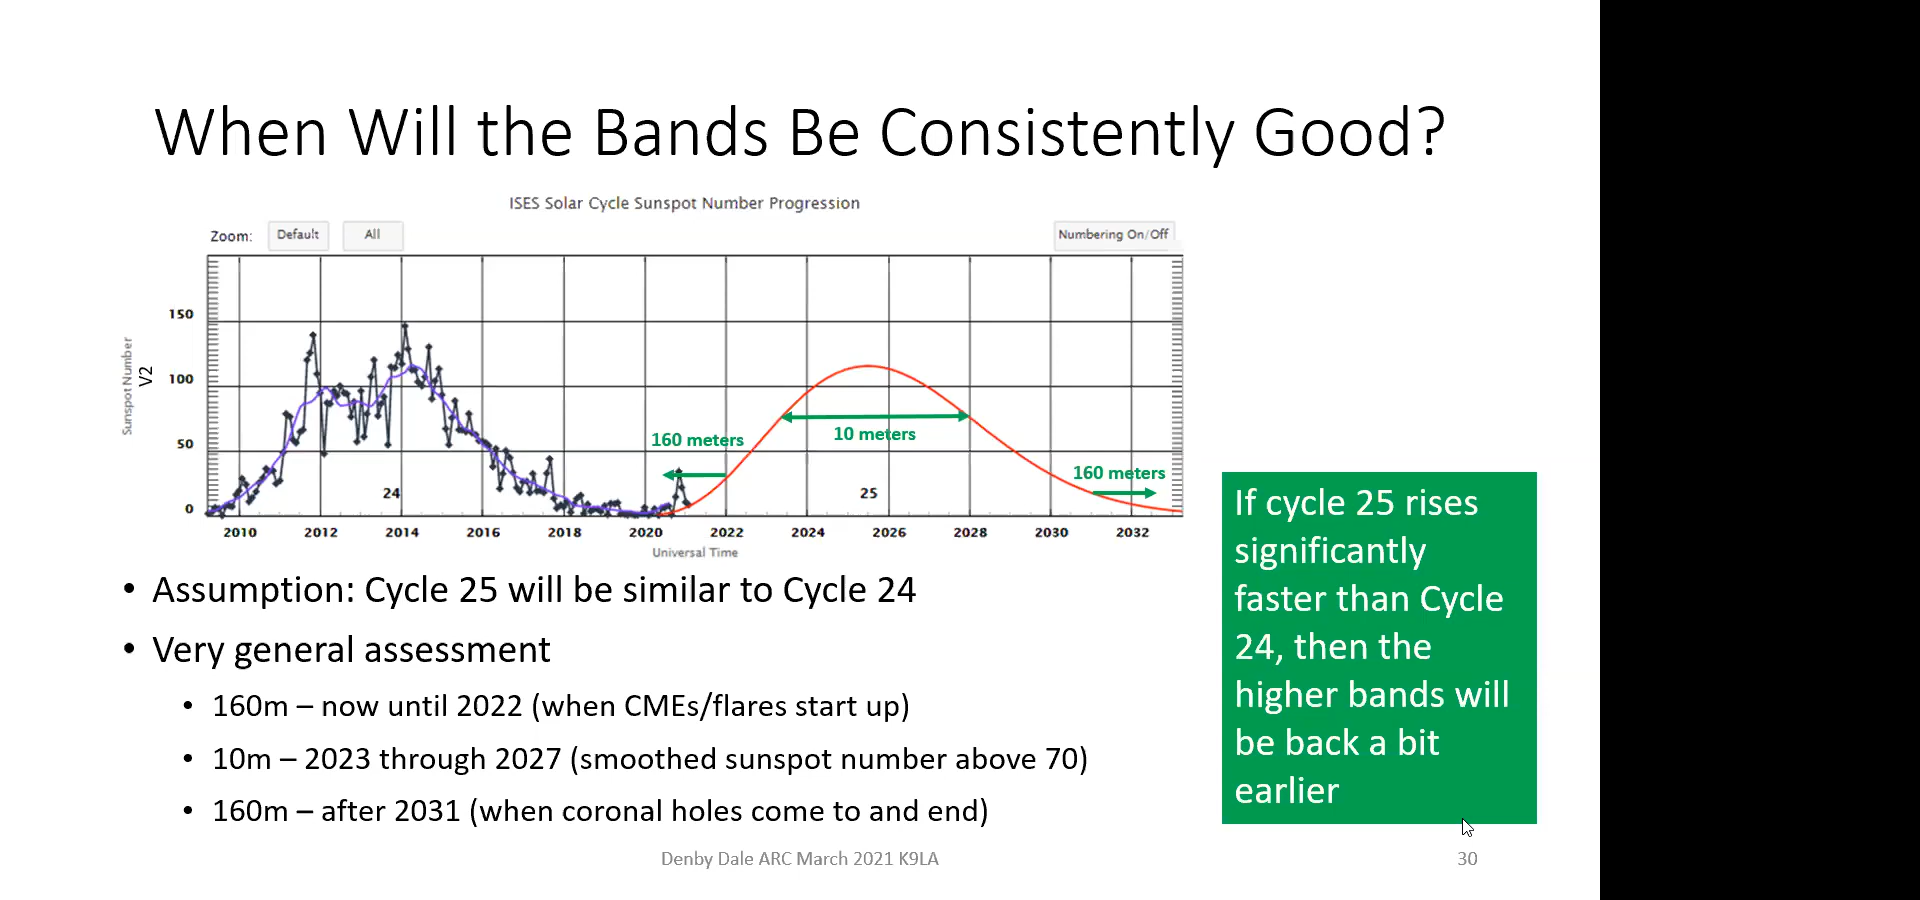 When Will the Bands Be Consistently Good?
ISES Solar Cycle Sunspot Number Progression
Zoom: Default All Numbering On/Off
150
100
50
0
Sunspot Number
V2
160 meters
10 meters
160 meters
24
25
2010 2012 2014 2016 2018 2020 2022 2024 2026 2028 2030 2032
Universal Time
• Assumption: Cycle 25 will be similar to Cycle 24
• Very general assessment
• 160m – now until 2022 (when CMEs/flares start up)
• 10m – 2023 through 2027 (smoothed sunspot number above 70)
• 160m – after 2031 (when coronal holes come to and end)
If cycle 25 rises
significantly
faster than Cycle
24, then the
higher bands will
be back a bit
earlier
Denby Dale ARC March 2021 K9LA
30